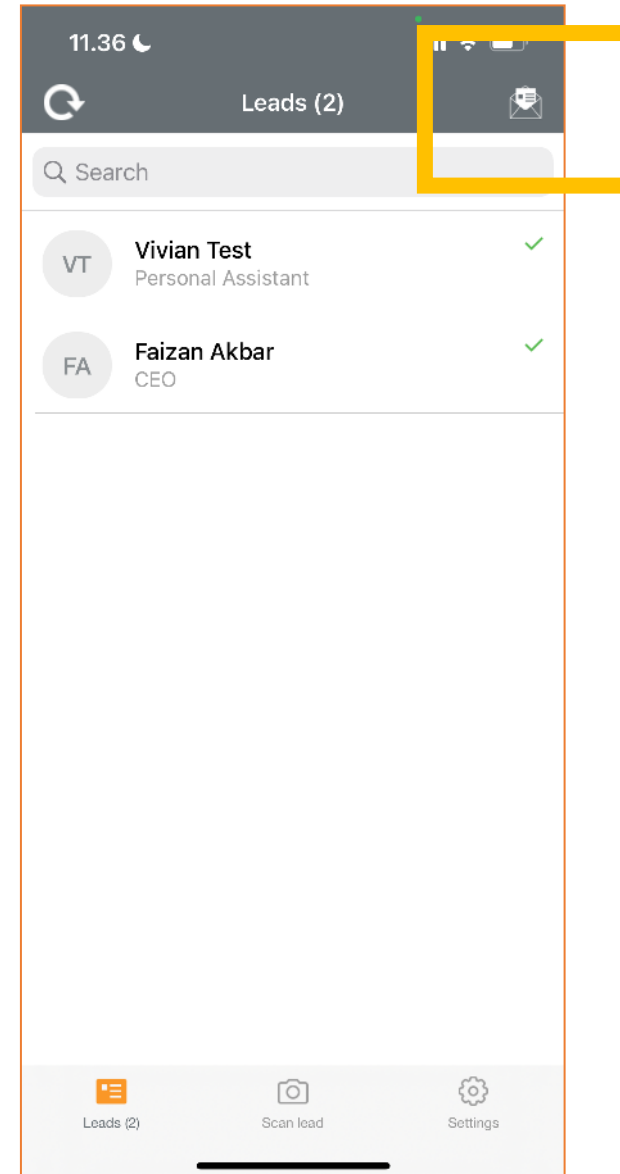 11.36
Leads (2)
Search
VT
Vivian Test
Personal Assistant
FA
Faizan Akbar
CEO
Leads (2)
Scan lead
Settings